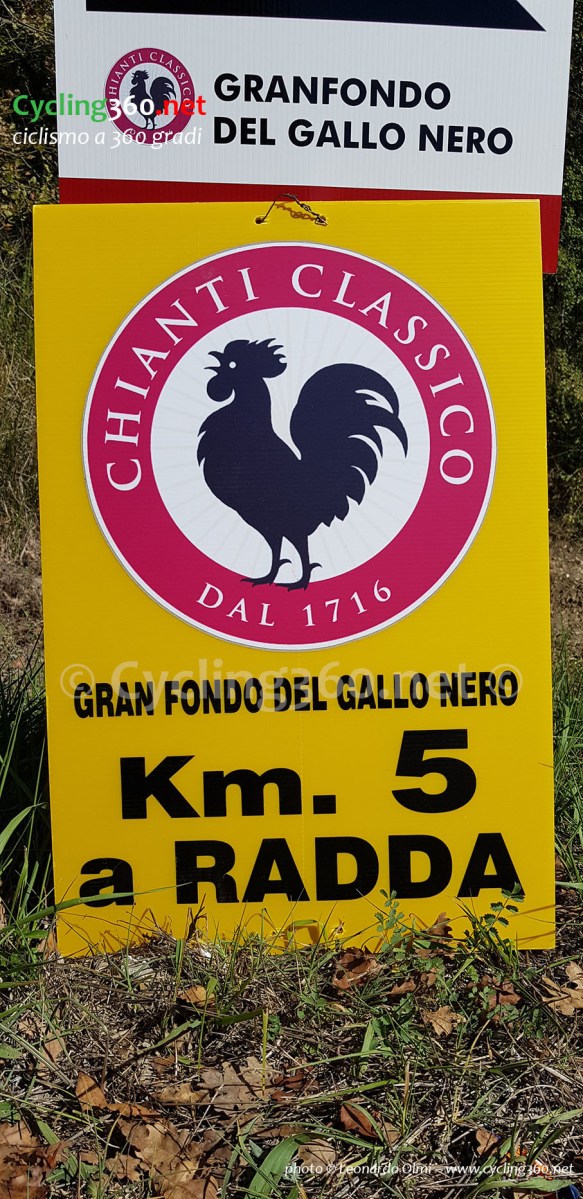 CHIANTI CLASSICO
GRANFONDO
DEL GALLO NERO
Cycling360.net
ciclismo a 360 gradi
CHIANTI CLASSICO
DAL 1716
© Cycling360.net ©
GRAN FONDO DEL GALLO NERO
Km. 5
a RADDA
photo © Leonardo Olmi - www.cycling360.net